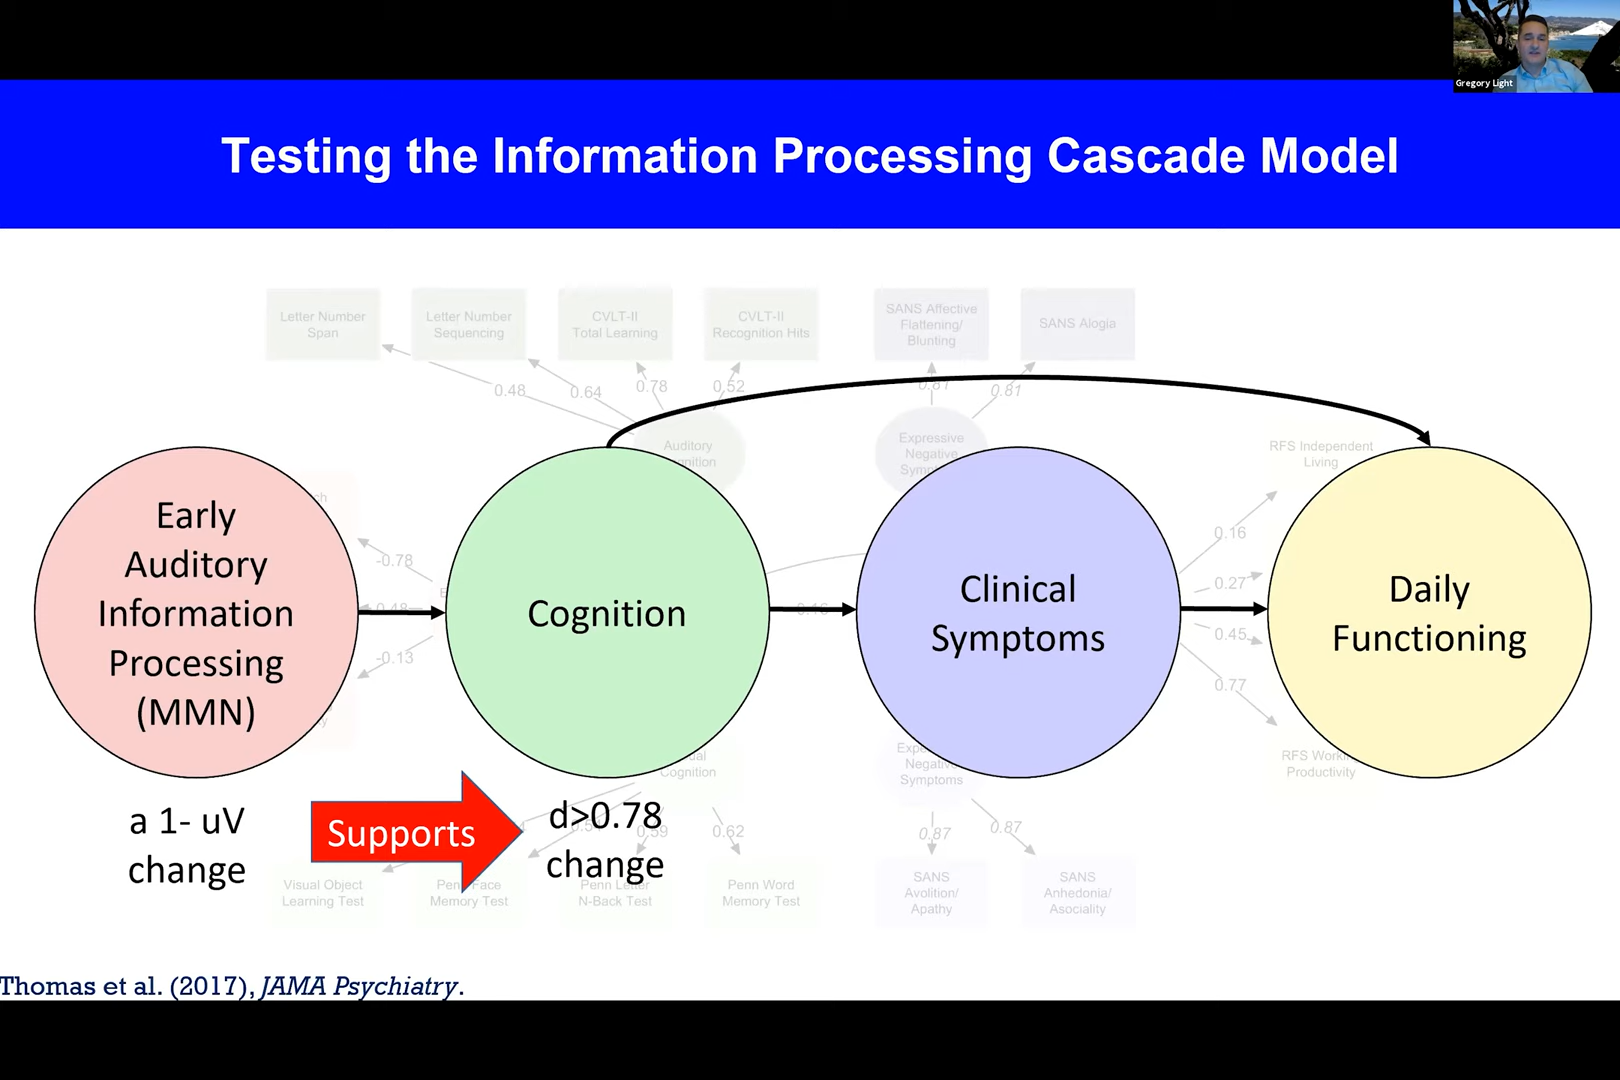 Gregory Light
Testing the Information Processing Cascade Model
Letter Number
Span
Letter Number
Sequencing
CVLT-II
Total Learning
CVLT-II
Recognition Hits
SANS Affective
Flattening/
Blunting
SANS Alogia
0.48
0.64
0.78
0.52
0.81
0.81
Auditory
Expressive
Negative
RFS Independent
Living
Early
Auditory
Information
Processing
(MMN)
-0.78
-0.13
Cognition
Clinical
Symptoms
0.16
0.27
0.45
0.77
Daily
Functioning
Cognition
Negative
Symptoms
RFS Work
Productivity
a 1- uV
change
Supports
d>0.78
change
0.59
0.62
0.87
0.87
Visual Object
Learning Test
Penn Face
Memory Test
Penn Letter
N-Back Test
Penn Word
Memory Test
SANS
Avolition/
Apathy
SANS
Anhedonia/
Asociality
Thomas et al. (2017), JAMA Psychiatry.